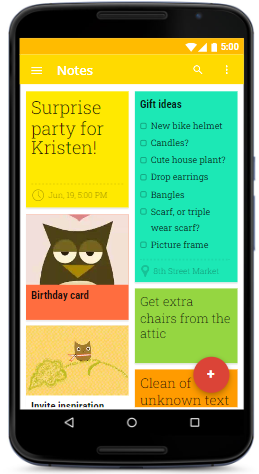 5:00
Notes
Surprise
party for
Kristen!
Jun, 19, 5:00 PM
Birthday card
Invite inspiration
Gift ideas
New bike helmet
Candles?
Cute house plant?
Drop earrings
Bangles
Scarf, or triple
wear scarf?
Picture frame
8th Street Market
Get extra
chairs from the
attic
Clean of
unknown text
+